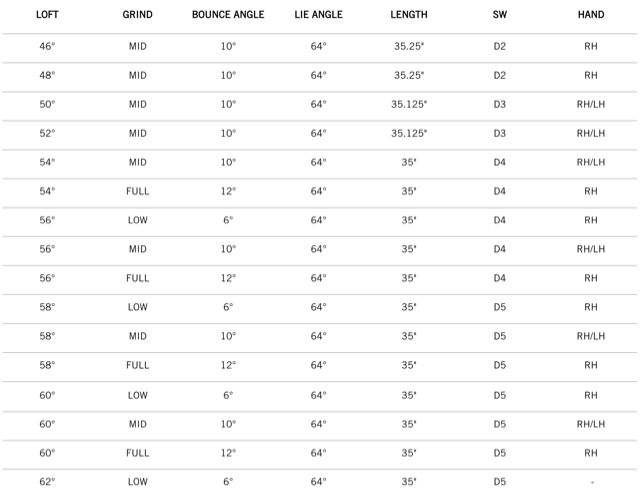 LOFT GRIND BOUNCE ANGLE LIE ANGLE LENGTH SW HAND
46° MID 10° 64° 35.25" D2 RH
48° MID 10° 64° 35.25" D2 RH
50° MID 10° 64° 35.125" D3 RH/LH
52° MID 10° 64° 35.125" D3 RH/LH
54° MID 10° 64° 35" D4 RH/LH
54° FULL 12° 64° 35" D4 RH
56° LOW 6° 64° 35" D4 RH
56° MID 10° 64° 35" D4 RH/LH
56° FULL 12° 64° 35" D4 RH
58° LOW 6° 64° 35" D5 RH
58° MID 10° 64° 35" D5 RH/LH
58° FULL 12° 64° 35" D5 RH
60° LOW 6° 64° 35" D5 RH
60° MID 10° 64° 35" D5 RH/LH
60° FULL 12° 64° 35" D5 RH
62° LOW 6° 64° 35" D5 -